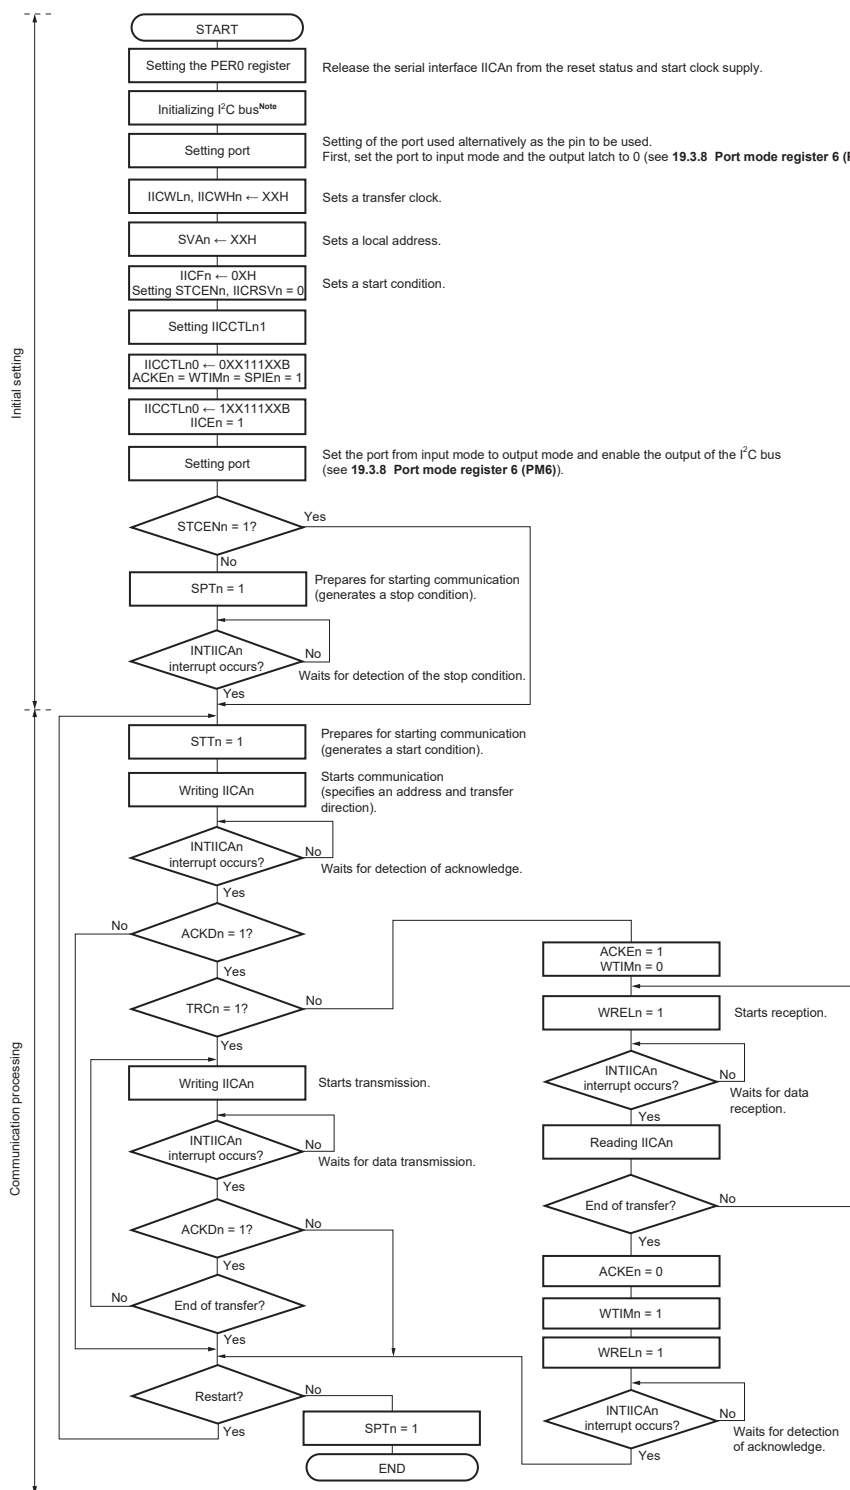 START
Setting the PER0 register
Release the serial interface IICAn from the reset status and start clock supply.
Initializing I²C bus Note
Setting port
Setting of the port used alternatively as the pin to be used.
First, set the port to input mode and the output latch to 0 (see 19.3.8 Port mode register 6 (
IICWLn, IICWHn ← XXH
Sets a transfer clock.
SVAn ← XXH
Sets a local address.
IICFn ← 0XH
Setting STCENn, IICRSVn = 0
Sets a start condition.
Setting IICCTLn1
IICCTLn0 ← 0XX111XXB
ACKEn = WTIMn = SPIEn = 1
IICCTLn0 ← 1XX111XXB
IICEn = 1
Initial setting
Setting port
Set the port from input mode to output mode and enable the output of the I²C bus
(see 19.3.8 Port mode register 6 (PM6)).
STCENn = 1?
Yes
No
SPTn = 1
Prepares for starting communication
(generates a stop condition).
INTIICAn
interrupt occurs?
No
Waits for detection of the stop condition.
Yes
STTn = 1
Prepares for starting communication
(generates a start condition).
Writing IICAn
Starts communication
(specifies an address and transfer
direction).
INTIICAn
interrupt occurs?
No
Waits for detection of acknowledge.
Yes
ACKDn = 1?
No
Yes
TRCn = 1?
No
Yes
Communication processing
Writing IICAn
Starts transmission.
INTIICAn
interrupt occurs?
No
Waits for data transmission.
Yes
ACKDn = 1?
No
Yes
End of transfer?
No
Yes
Restart?
No
Yes
SPTn = 1
END
ACKEn = 1
WTIMn = 0
WRELn = 1
Starts reception.
INTIICAn
interrupt occurs?
No
Waits for data
reception.
Yes
Reading IICAn
End of transfer?
No
Yes
ACKEn = 0
WTIMn = 1
WRELn = 1
INTIICAn
interrupt occurs?
No
Waits for detection
of acknowledge.
Yes